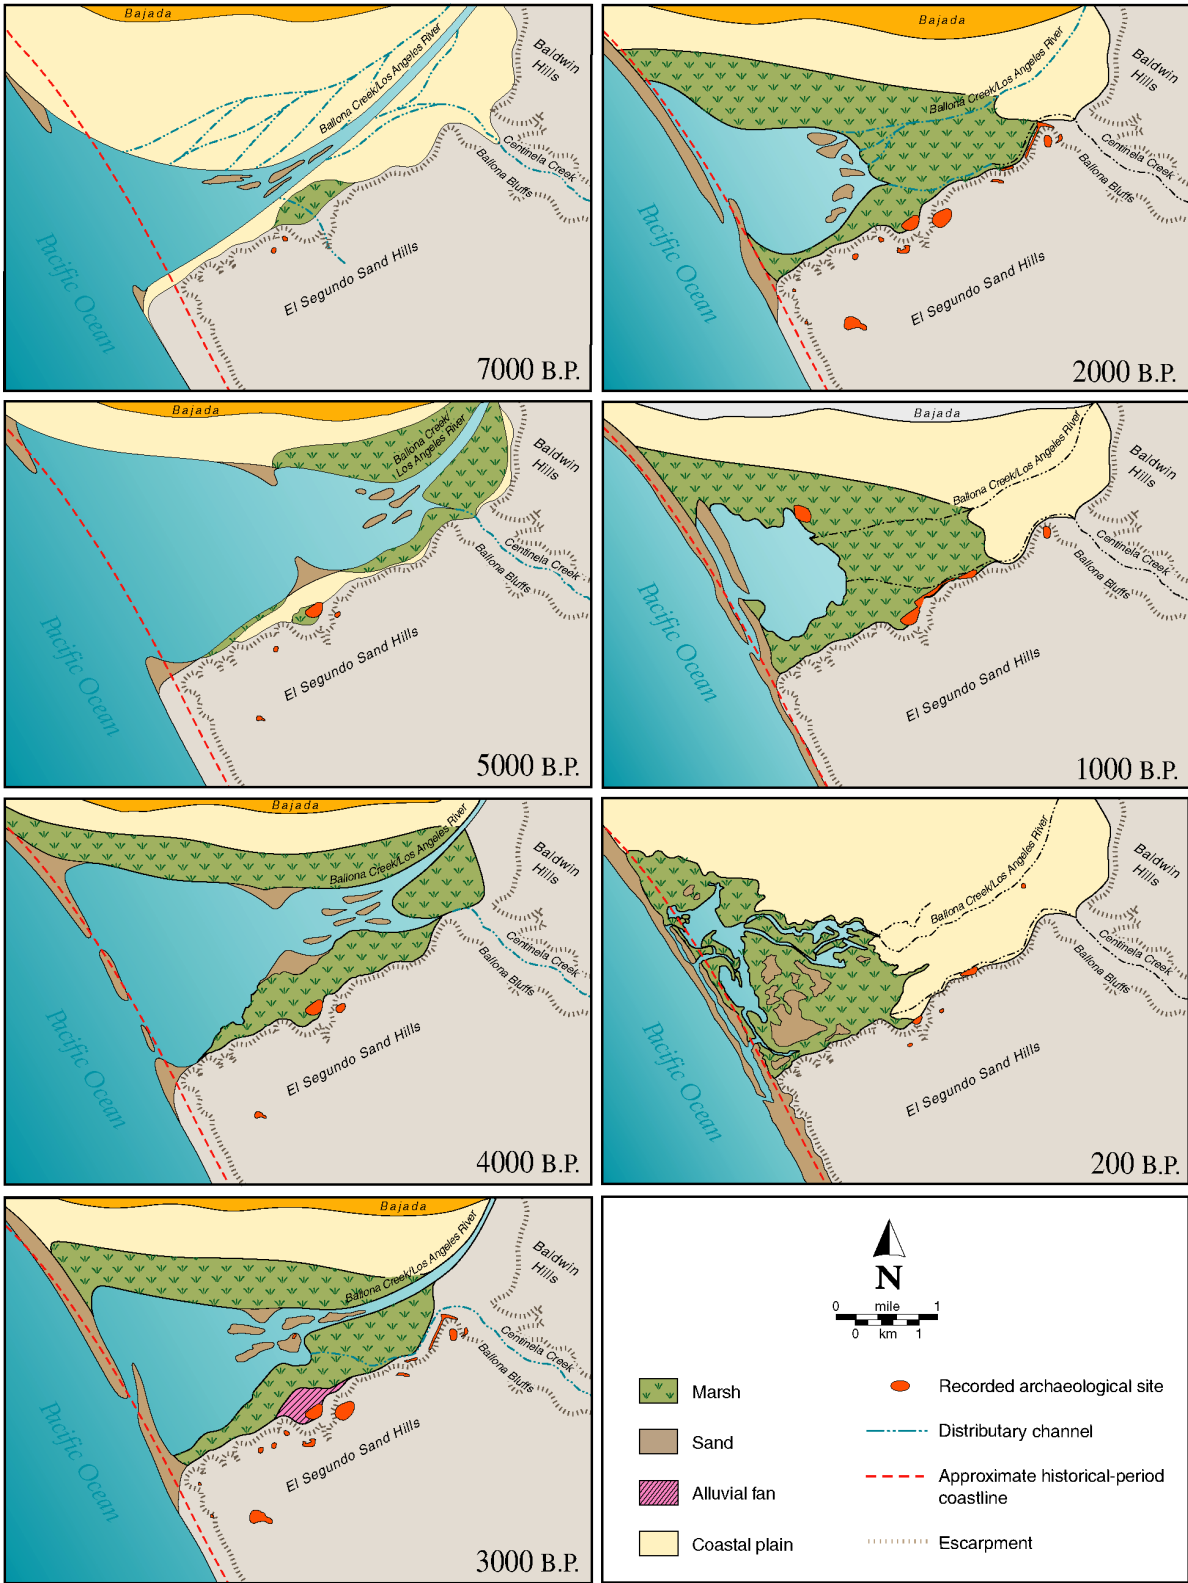 Bajada
Ballona Creek/Los Angeles River
Baldwin
Hills
Centinela Creek
Ballona Bluffs
Pacific Ocean
El Segundo Sand Hills
7000 B.P.
Bajada
Ballona Creek/Los Angeles River
Baldwin
Hills
Centinela Creek
Ballona Bluffs
Pacific Ocean
El Segundo Sand Hills
2000 B.P.
Bajada
Ballona Creek/
Los Angeles River
Baldwin
Hills
Centinela Creek
Ballona Bluffs
Pacific Ocean
El Segundo Sand Hills
5000 B.P.
Bajada
Ballona Creek/Los Angeles River
Baldwin
Hills
Centinela Creek
Ballona Bluffs
Pacific Ocean
El Segundo Sand Hills
1000 B.P.
Bajada
Ballona Creek/Los Angeles River
Baldwin
Hills
Centinela Creek
Ballona Bluffs
Pacific Ocean
El Segundo Sand Hills
4000 B.P.
Ballona Creek/Los Angeles River
Baldwin
Hills
Centinela Creek
Ballona Bluffs
Pacific Ocean
El Segundo Sand Hills
200 B.P.
Bajada
Ballona Creek/Los Angeles River
Baldwin
Hills
Centinela Creek
Ballona Bluffs
Pacific Ocean
El Segundo Sand Hills
3000 B.P.
N
0 mile 1
0 km 1
Marsh
Sand
Alluvial fan
Coastal plain
Recorded archaeological site
Distributary channel
Approximate historical-period
coastline
Escarpment